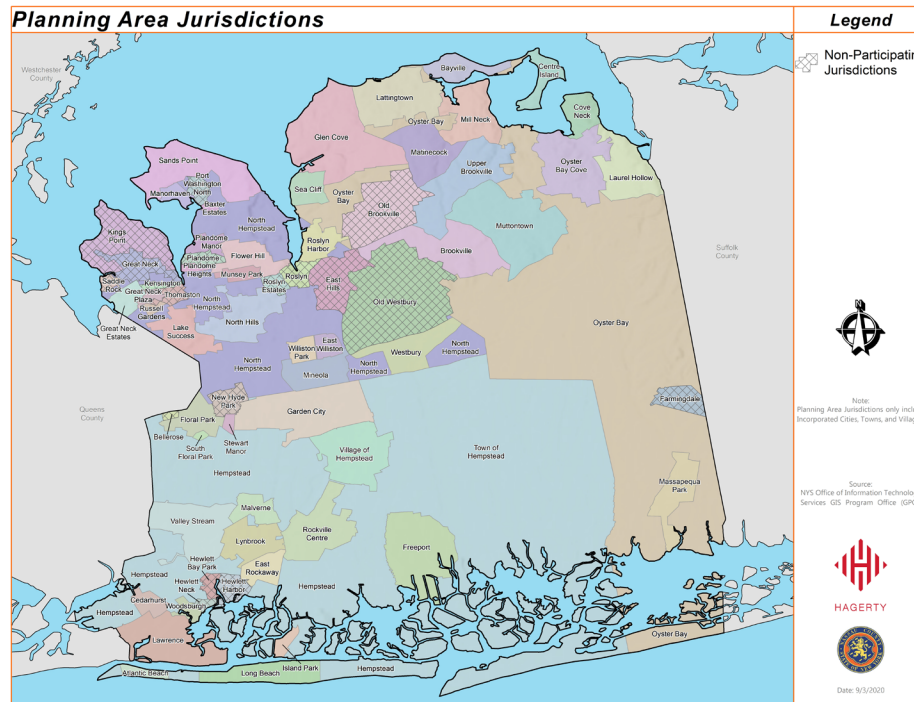 Planning Area Jurisdictions
Legend
Non-Participatin
Jurisdictions
Westchester
County
Bayville
Centre
Island
Lattingtown
Oyster Bay
Mill Neck
Cove
Neck
Glen Cove
Matinecock
Upper
Brookville
Oyster
Bay Cove
Laurel Hollow
Sands Point
Port
Washington
North
Manorhaven
Baxter
Estates
Sea Cliff
Oyster
Bay
Old
Brookville
Muttontown
Kings
Point
North
Hempstead
Plandome
Manor
Flower Hill
Roslyn
Harbor
Brookville
Great Neck
Plandome
Plandome
Heights
Munsey Park
Roslyn
Roslyn
Estates
East
Hills
Suffolk
County
Saddle
Rock
Kensington
Great Neck
Plaza
Thomaston
Russell
Gardens
North
Hempstead
Old Westbury
Great Neck
Estates
Lake
Success
North Hills
Oyster Bay
Williston
Park
East
Williston
Westbury
North
Hempstead
North
Hempstead
North
Hempstead
Mineola
Queens
County
New Hyde
Park
Garden City
Farmingdale
Floral Park
Bellerose
South
Floral Park
Stewart
Manor
Village of
Hempstead
Town of
Hempstead
Hempstead
Massapequa
Park
Malverne
Valley Stream
Rockville
Centre
Lynbrook
Freeport
East
Rockaway
Hewlett
Bay Park
Hempstead
Hewlett
Neck
Hewlett
Harbor
Hempstead
Cedarhurst
Woodsburgh
Hempstead
Lawrence
Oyster Bay
Island Park
Hempstead
Atlantic Beach
Long Beach
Note:
Planning Area Jurisdictions only inclu
Incorporated Cities, Towns, and Villag
Source:
NYS Office of Information Technolo
Services GIS Program Office (GPO
HAGERTY
Date: 9/3/2020